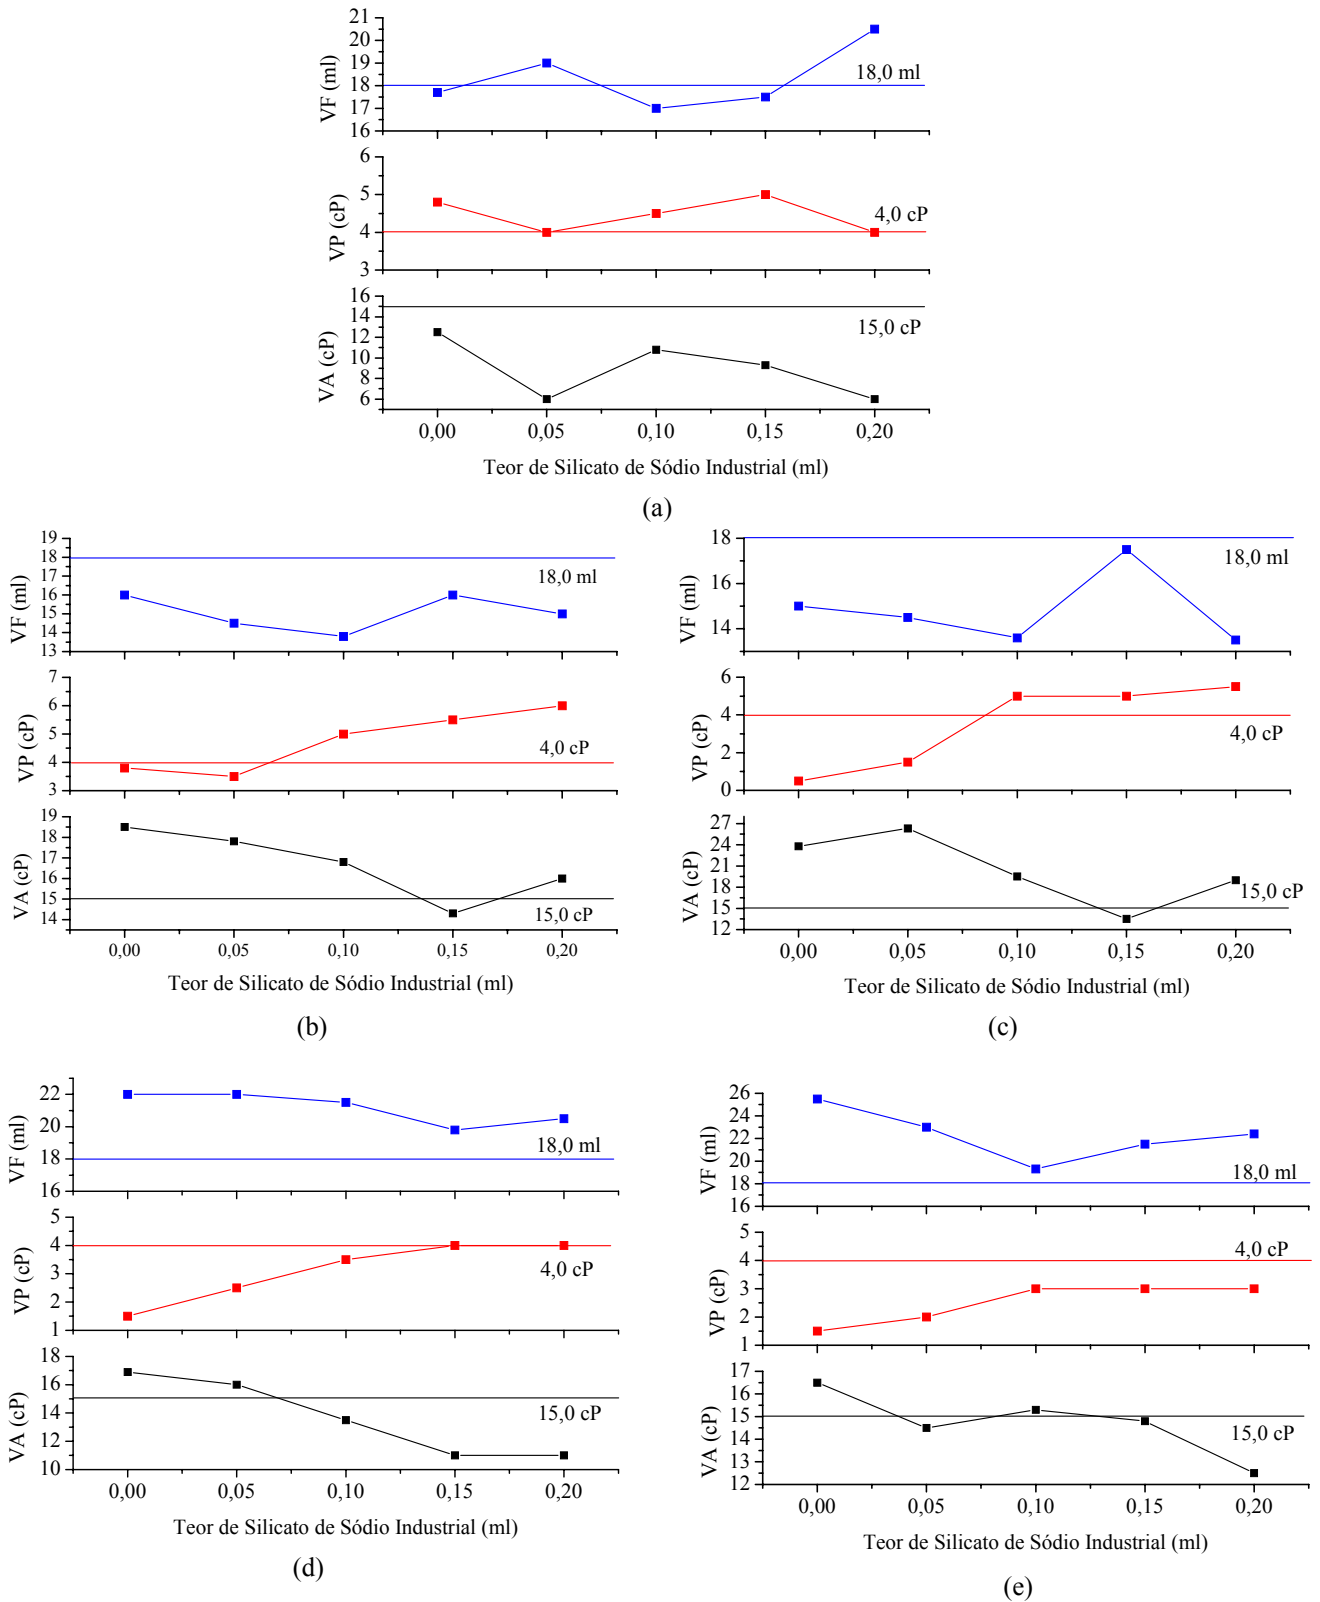 21
20
19
18
17
16
VF (ml)
18,0 ml
6
5
4
3
VP (cP)
4,0 cP
16
14
12
10
8
6
VA (cP)
15,0 cP
0,00 0,05 0,10 0,15 0,20
Teor de Silicato de Sódio Industrial (ml)
(a)
19
18
17
16
15
14
13
VF (ml)
18,0 ml
7
6
5
4
3
VP (cP)
4,0 cP
19
18
17
16
15
14
VA (cP)
15,0 cP
0,00 0,05 0,10 0,15 0,20
Teor de Silicato de Sódio Industrial (ml)
(b)
18
16
14
VF (ml)
18,0 ml
6
4
2
0
VP (cP)
4,0 cP
27
24
21
18
15
12
VA (cP)
15,0 cP
0,00 0,05 0,10 0,15 0,20
Teor de Silicato de Sódio Industrial (ml)
(c)
22
20
18
16
VF (ml)
18,0 ml
5
4
3
2
1
VP (cP)
4,0 cP
18
16
14
12
11
10
VA (cP)
15,0 cP
0,00 0,05 0,10 0,15 0,20
Teor de Silicato de Sódio Industrial (ml)
(d)
26
24
22
20
18
16
VF (ml)
18,0 ml
5
4
3
2
1
VP (cP)
4,0 cP
17
16
15
14
13
12
VA (cP)
15,0 cP
0,00 0,05 0,10 0,15 0,20
Teor de Silicato de Sódio Industrial (ml)
(e)